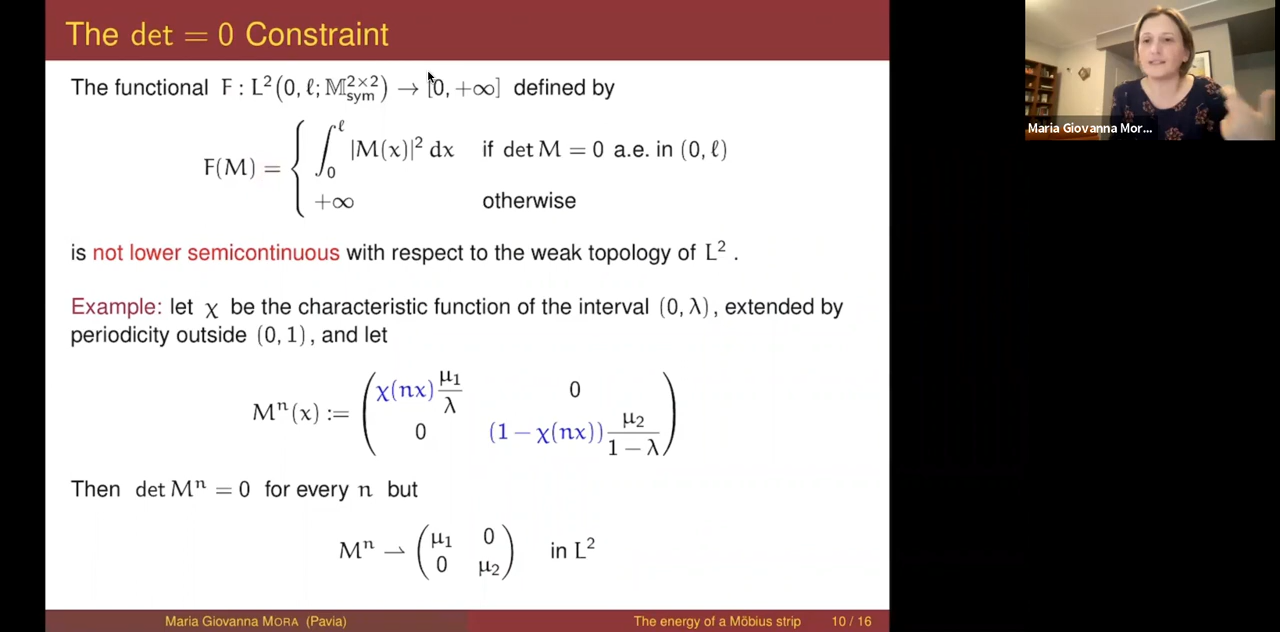 The det = 0 Constraint
The functional F : L²(0, ℓ; 𝕄²ˣ²_sym) → [0, +∞] defined by
F(M) = { ∫₀^ℓ |M(x)|² dx if det M = 0 a.e. in (0, ℓ)
+∞ otherwise
is not lower semicontinuous with respect to the weak topology of L² .
Example: let χ be the characteristic function of the interval (0, λ), extended by
periodicity outside (0, 1), and let
Mⁿ(x) := ( χ(nx) μ₁/λ 0
0 (1 − χ(nx)) μ₂/(1 − λ) )
Then det Mⁿ = 0 for every n but
Mⁿ ⇀ ( μ₁ 0
0 μ₂ ) in L²
Maria Giovanna MORA (Pavia) The energy of a Möbius strip 10 / 16
Maria Giovanna Mor...